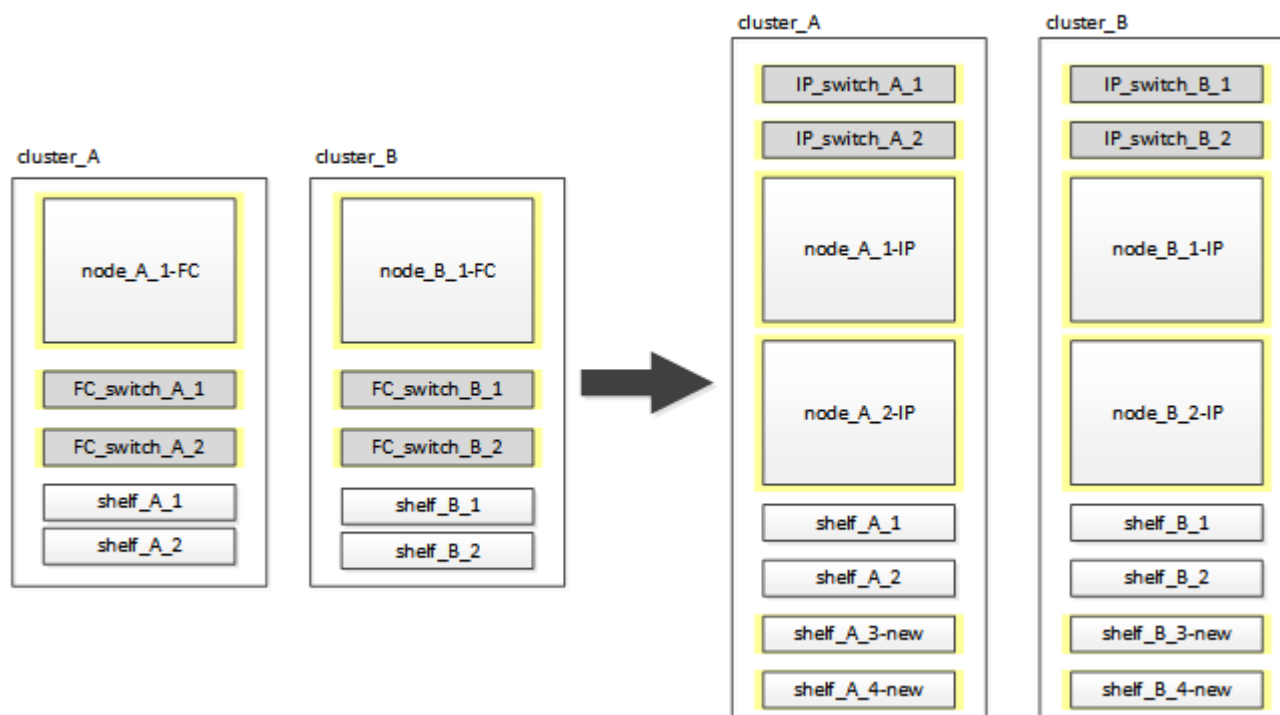 cluster_A
cluster_B
node_A_1-FC
node_B_1-FC
FC_switch_A_1
FC_switch_B_1
FC_switch_A_2
FC_switch_B_2
shelf_A_1
shelf_B_1
shelf_A_2
shelf_B_2
cluster_A
cluster_B
IP_switch_A_1
IP_switch_B_1
IP_switch_A_2
IP_switch_B_2
node_A_1-IP
node_B_1-IP
node_A_2-IP
node_B_2-IP
shelf_A_1
shelf_B_1
shelf_A_2
shelf_B_2
shelf_A_3-new
shelf_B_3-new
shelf_A_4-new
shelf_B_4-new